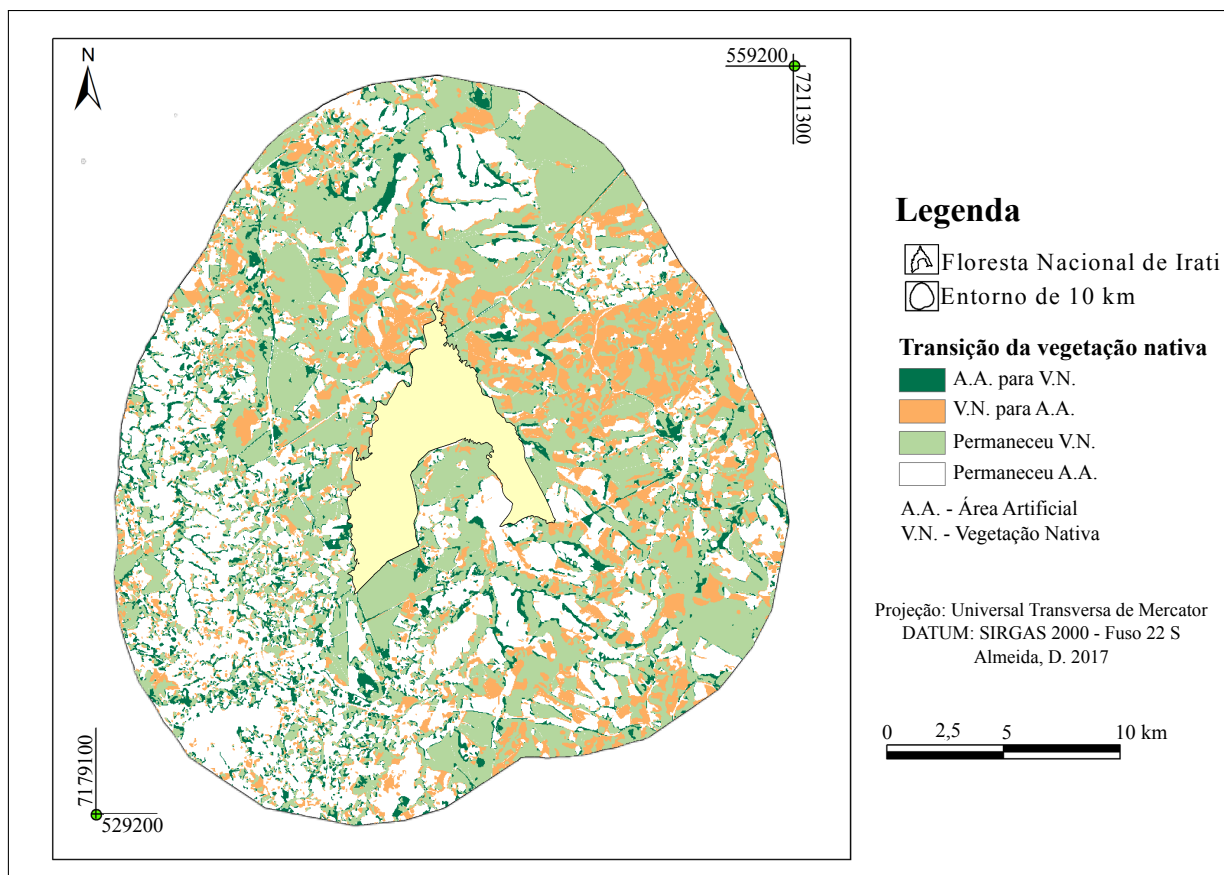 N
559200
7211300
7179100
529200
Legenda
Floresta Nacional de Irati
Entorno de 10 km
Transição da vegetação nativa
A.A. para V.N.
V.N. para A.A.
Permaneceu V.N.
Permaneceu A.A.
A.A. - Área Artificial
V.N. - Vegetação Nativa
Projeção: Universal Transversa de Mercator
DATUM: SIRGAS 2000 - Fuso 22 S
Almeida, D. 2017
0 2,5 5 10 km